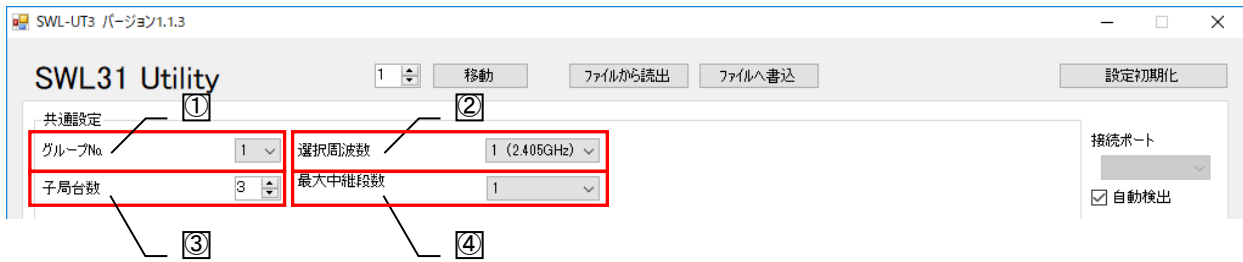 SWL-UT3 バージョン1.1.3
SWL31 Utility
1
移動
ファイルから読出
ファイルへ書込
設定初期化
①
②
共通設定
グループNo.
1
選択周波数
1 (2.405GHz)
接続ポート
子局台数
3
最大中継段数
1
自動検出
③
④